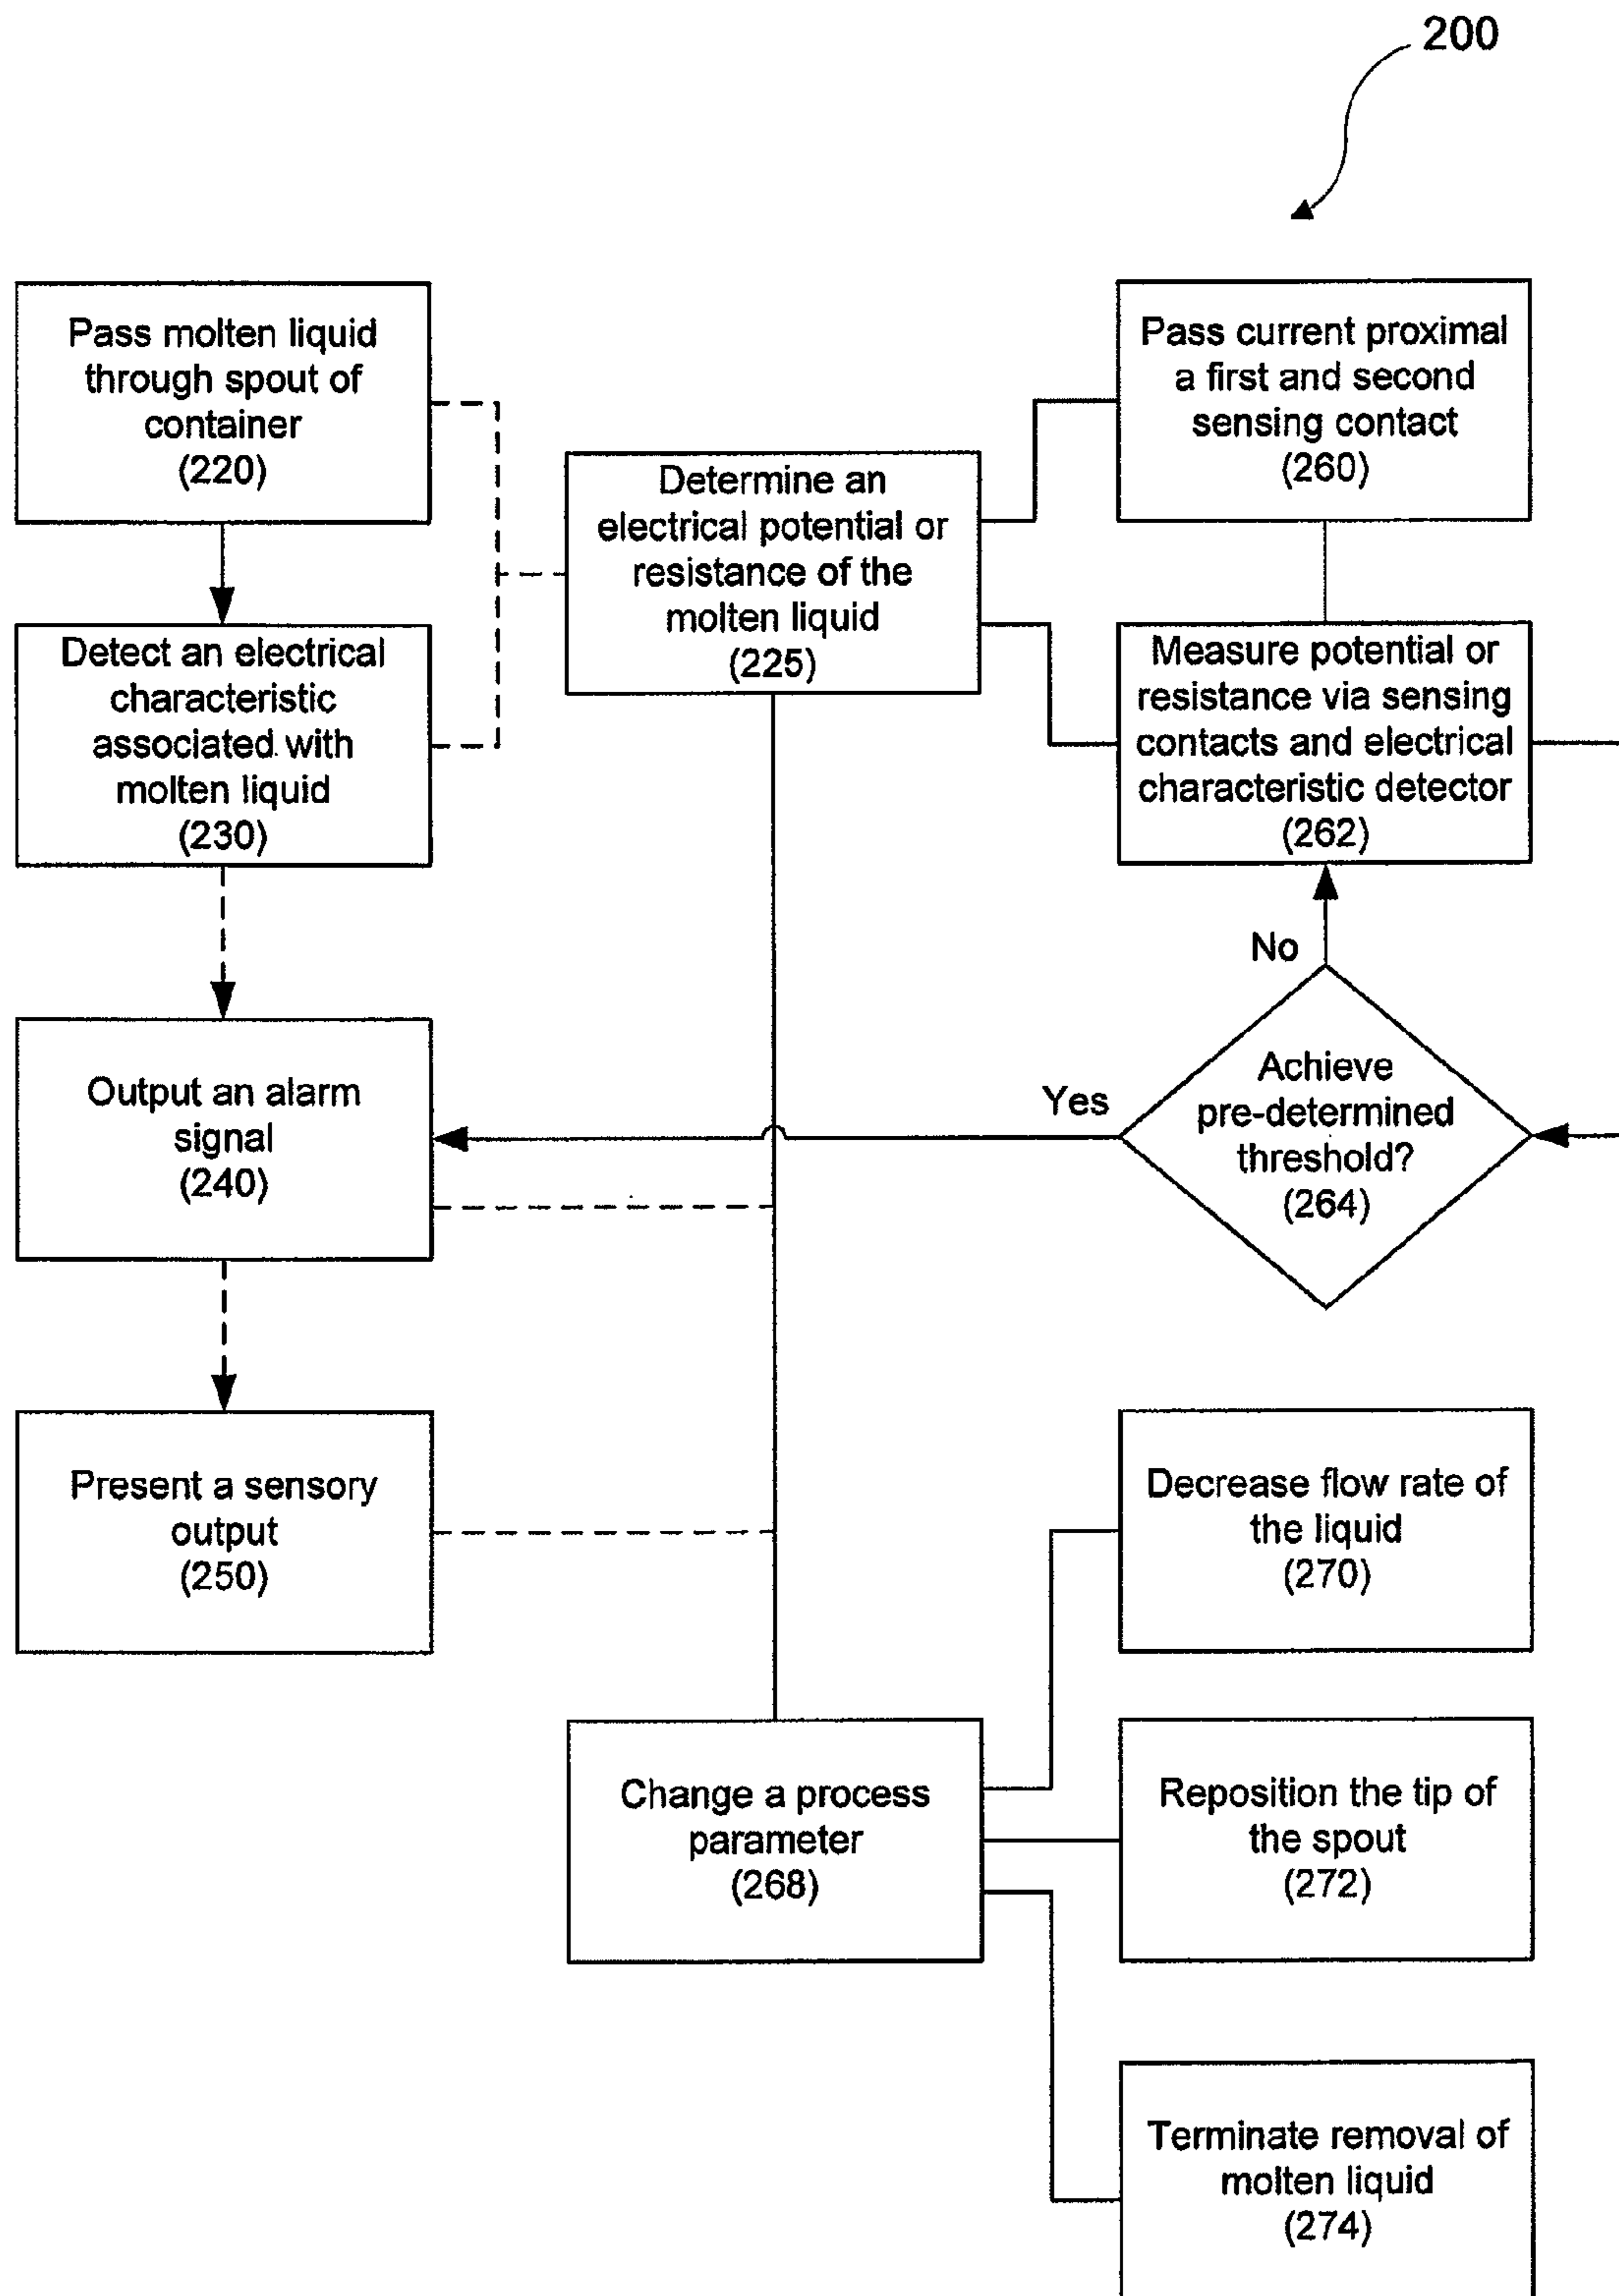 200
Pass molten liquid
through spout of
container
(220)
Pass current proximal
a first and second
sensing contact
(260)
Determine an
electrical potential or
resistance of the
molten liquid
(225)
Detect an electrical
characteristic
associated with
molten liquid
(230)
Measure potential or
resistance via sensing
contacts and electrical
characteristic detector
(262)
No
Yes
Achieve
pre-determined
threshold?
(264)
Output an alarm
signal
(240)
Present a sensory
output
(250)
Decrease flow rate of
the liquid
(270)
Change a process
parameter
(268)
Reposition the tip of
the spout
(272)
Terminate removal of
molten liquid
(274)